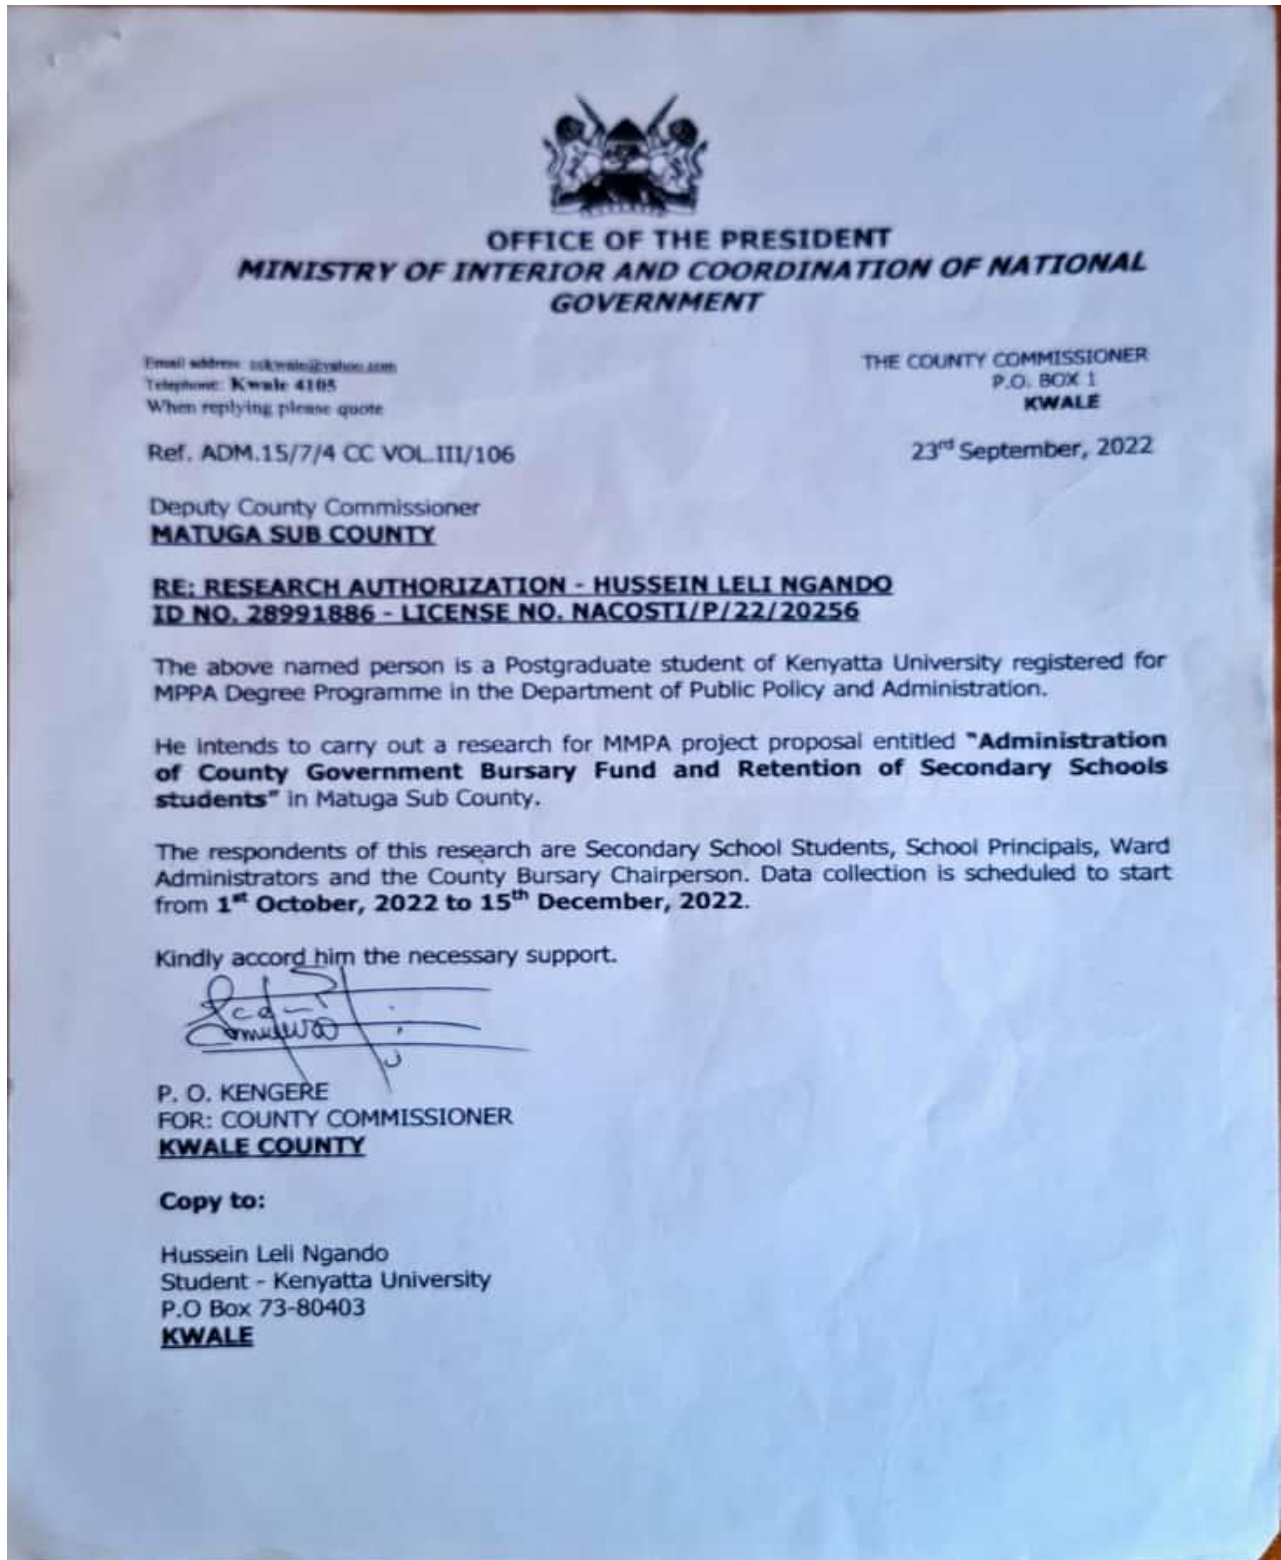 OFFICE OF THE PRESIDENT
MINISTRY OF INTERIOR AND COORDINATION OF NATIONAL
GOVERNMENT
Email address: cckwale@yahoo.com
Telephone: Kwale 4105
When replying please quote
THE COUNTY COMMISSIONER
P.O. BOX 1
KWALE
Ref. ADM.15/7/4 CC VOL.III/106
23rd September, 2022
Deputy County Commissioner
MATUGA SUB COUNTY
RE: RESEARCH AUTHORIZATION - HUSSEIN LELI NGANDO
ID NO. 28991886 - LICENSE NO. NACOSTI/P/22/20256
The above named person is a Postgraduate student of Kenyatta University registered for
MPPA Degree Programme in the Department of Public Policy and Administration.
He intends to carry out a research for MMPA project proposal entitled "Administration
of County Government Bursary Fund and Retention of Secondary Schools
students" in Matuga Sub County.
The respondents of this research are Secondary School Students, School Principals, Ward
Administrators and the County Bursary Chairperson. Data collection is scheduled to start
from 1st October, 2022 to 15th December, 2022.
Kindly accord him the necessary support.
P. O. KENGERE
FOR: COUNTY COMMISSIONER
KWALE COUNTY
Copy to:
Hussein Leli Ngando
Student - Kenyatta University
P.O Box 73-80403
KWALE